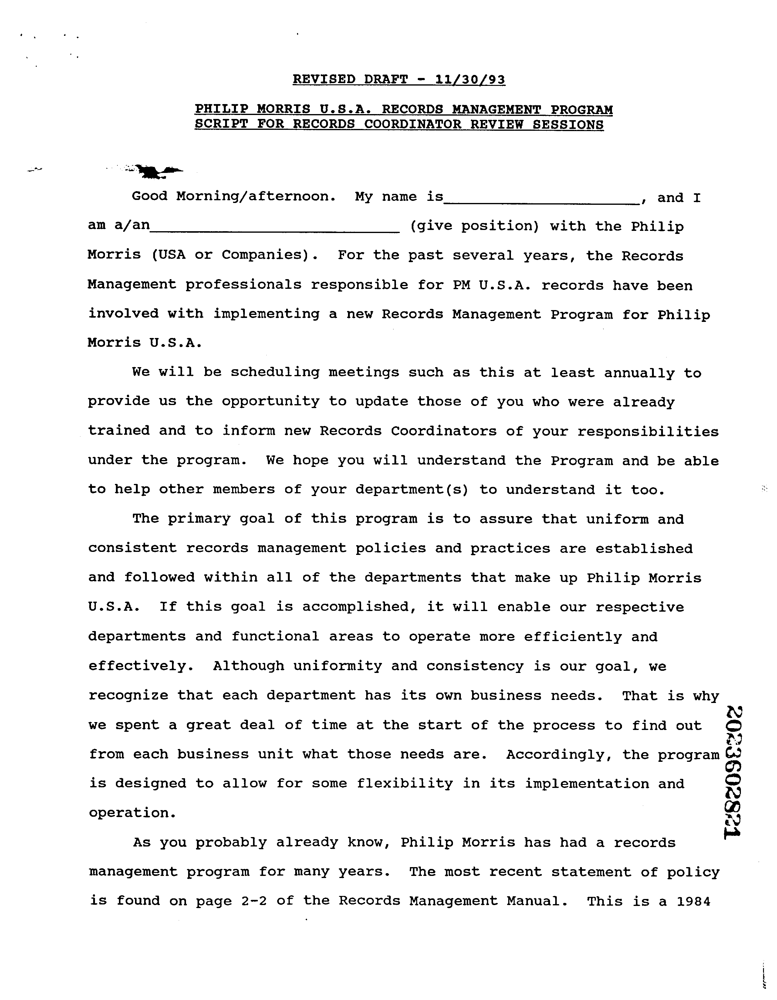 REVISED DRAFT - 11/30/93
PHILIP MORRIS U.S.A. RECORDS MANAGEMENT PROGRAM
SCRIPT FOR RECORDS COORDINATOR REVIEW SESSIONS
Good Morning/afternoon. My name is____________________, and I
am a/an__________________________ (give position) with the Philip
Morris (USA or Companies). For the past several years, the Records
Management professionals responsible for PM U.S.A. records have been
involved with implementing a new Records Management Program for Philip
Morris U.S.A.
We will be scheduling meetings such as this at least annually to
provide us the opportunity to update those of you who were already
trained and to inform new Records Coordinators of your responsibilities
under the program. We hope you will understand the Program and be able
to help other members of your department(s) to understand it too.
The primary goal of this program is to assure that uniform and
consistent records management policies and practices are established
and followed within all of the departments that make up Philip Morris
U.S.A. If this goal is accomplished, it will enable our respective
departments and functional areas to operate more efficiently and
effectively. Although uniformity and consistency is our goal, we
recognize that each department has its own business needs. That is why
we spent a great deal of time at the start of the process to find out
from each business unit what those needs are. Accordingly, the program
is designed to allow for some flexibility in its implementation and
operation.
As you probably already know, Philip Morris has had a records
management program for many years. The most recent statement of policy
is found on page 2-2 of the Records Management Manual. This is a 1984
2023602821